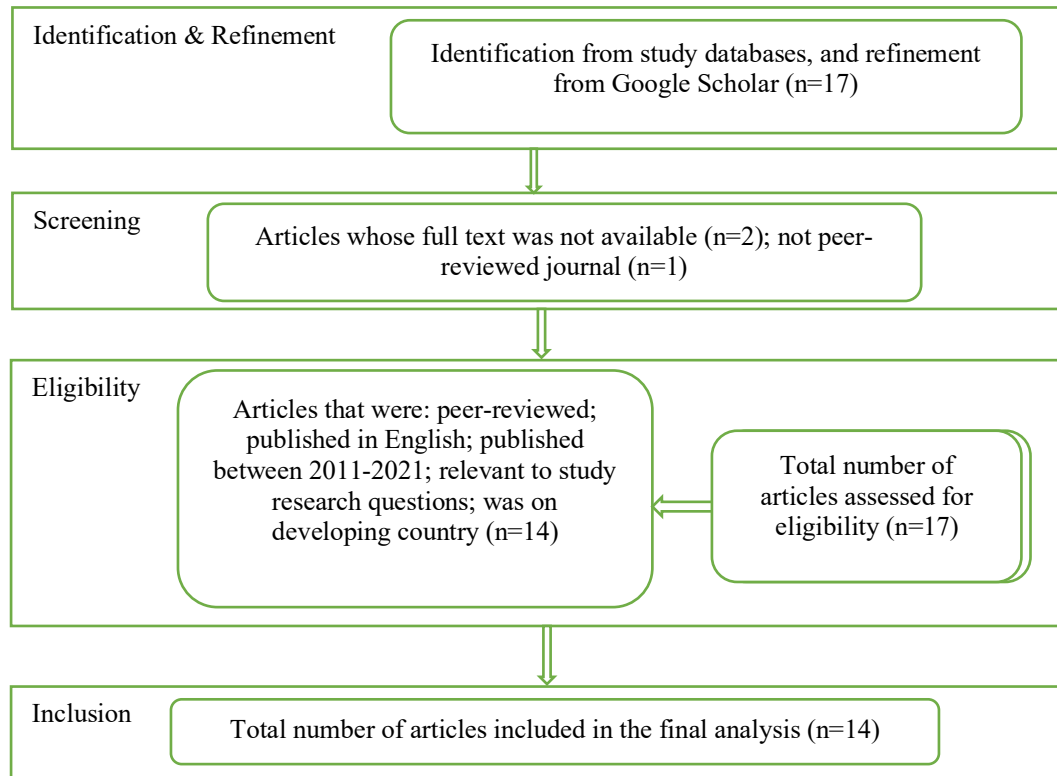 Identification & Refinement
Identification from study databases, and refinement
from Google Scholar (n=17)
Screening
Articles whose full text was not available (n=2); not peer-
reviewed journal (n=1)
Eligibility
Articles that were: peer-reviewed;
published in English; published
between 2011-2021; relevant to study
research questions; was on
developing country (n=14)
Total number of
articles assessed for
eligibility (n=17)
Inclusion
Total number of articles included in the final analysis (n=14)